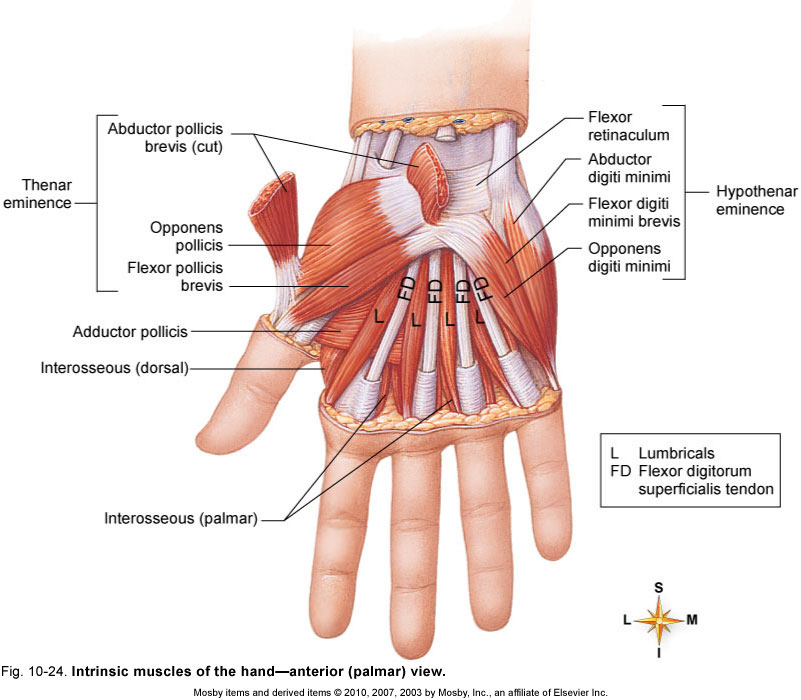 Abductor pollicis
brevis (cut)
Thenar
eminence
Opponens
pollicis
Flexor pollicis
brevis
Adductor pollicis
Interosseous (dorsal)
Interosseous (palmar)
Flexor
retinaculum
Abductor
digiti minimi
Flexor digiti
minimi brevis
Opponens
digiti minimi
Hypothenar
eminence
FD FD FD FD
L L L L
L Lumbricals
FD Flexor digitorum
superficialis tendon
S
L M
I
Fig. 10-24. Intrinsic muscles of the hand—anterior (palmar) view.
Mosby items and derived items © 2010, 2007, 2003 by Mosby, Inc., an affiliate of Elsevier Inc.